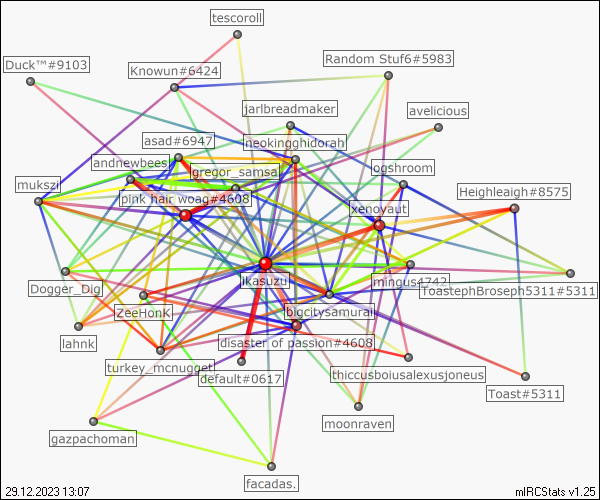 tescoroll
Duck™#9103
Knowun#6424
Random Stuf6#5983
jarlbreadmaker
avelicious
asad#6947
neokingghidorah
andrewbees
gregor_samsa
ogshroom
mukszi
pink hair woag#4608
xenoyaut
Heighleaigh#8575
Dogger_Dig
ikasuzu
mingus4742
ToastephBroseph5311#5311
ZeeHonk
bigcitysamurai
lahnk
disaster of passion#4608
turkey_mcnugget
default#0617
thiccusboiusalexusjoneus
Toast#5311
moonraven
gazpachoman
facadas.
29.12.2023 13:07
mIRCStats v1.25